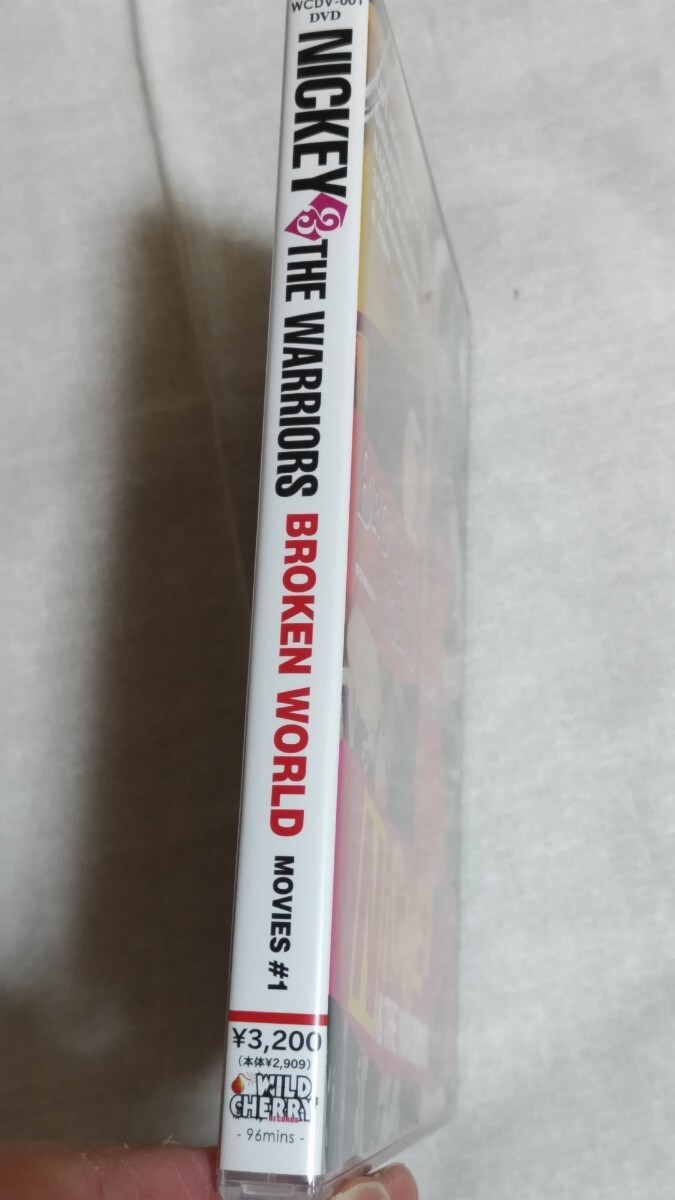 WCDV-001
DVD
NICKEY & THE WARRIORS BROKEN WORLD MOVIES #1
¥3,200
(本体¥2,909)
WILD
CHERRY
RECORDS
- 96mins -